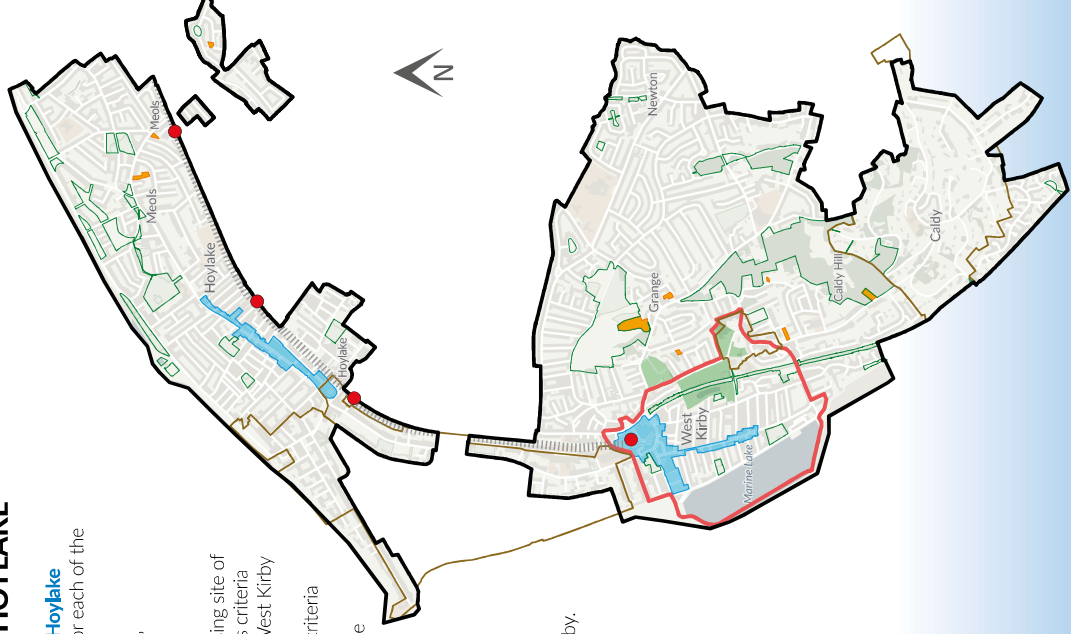 HOYLAKE
Hoylake
or each of the
sing site of
s criteria
West Kirby
criteria
e
by.
N
Meols
Meols
Hoylake
Hoylake
Newton
Grange
Caldy Hill
Caldy
West
Kirby
Marine Lake